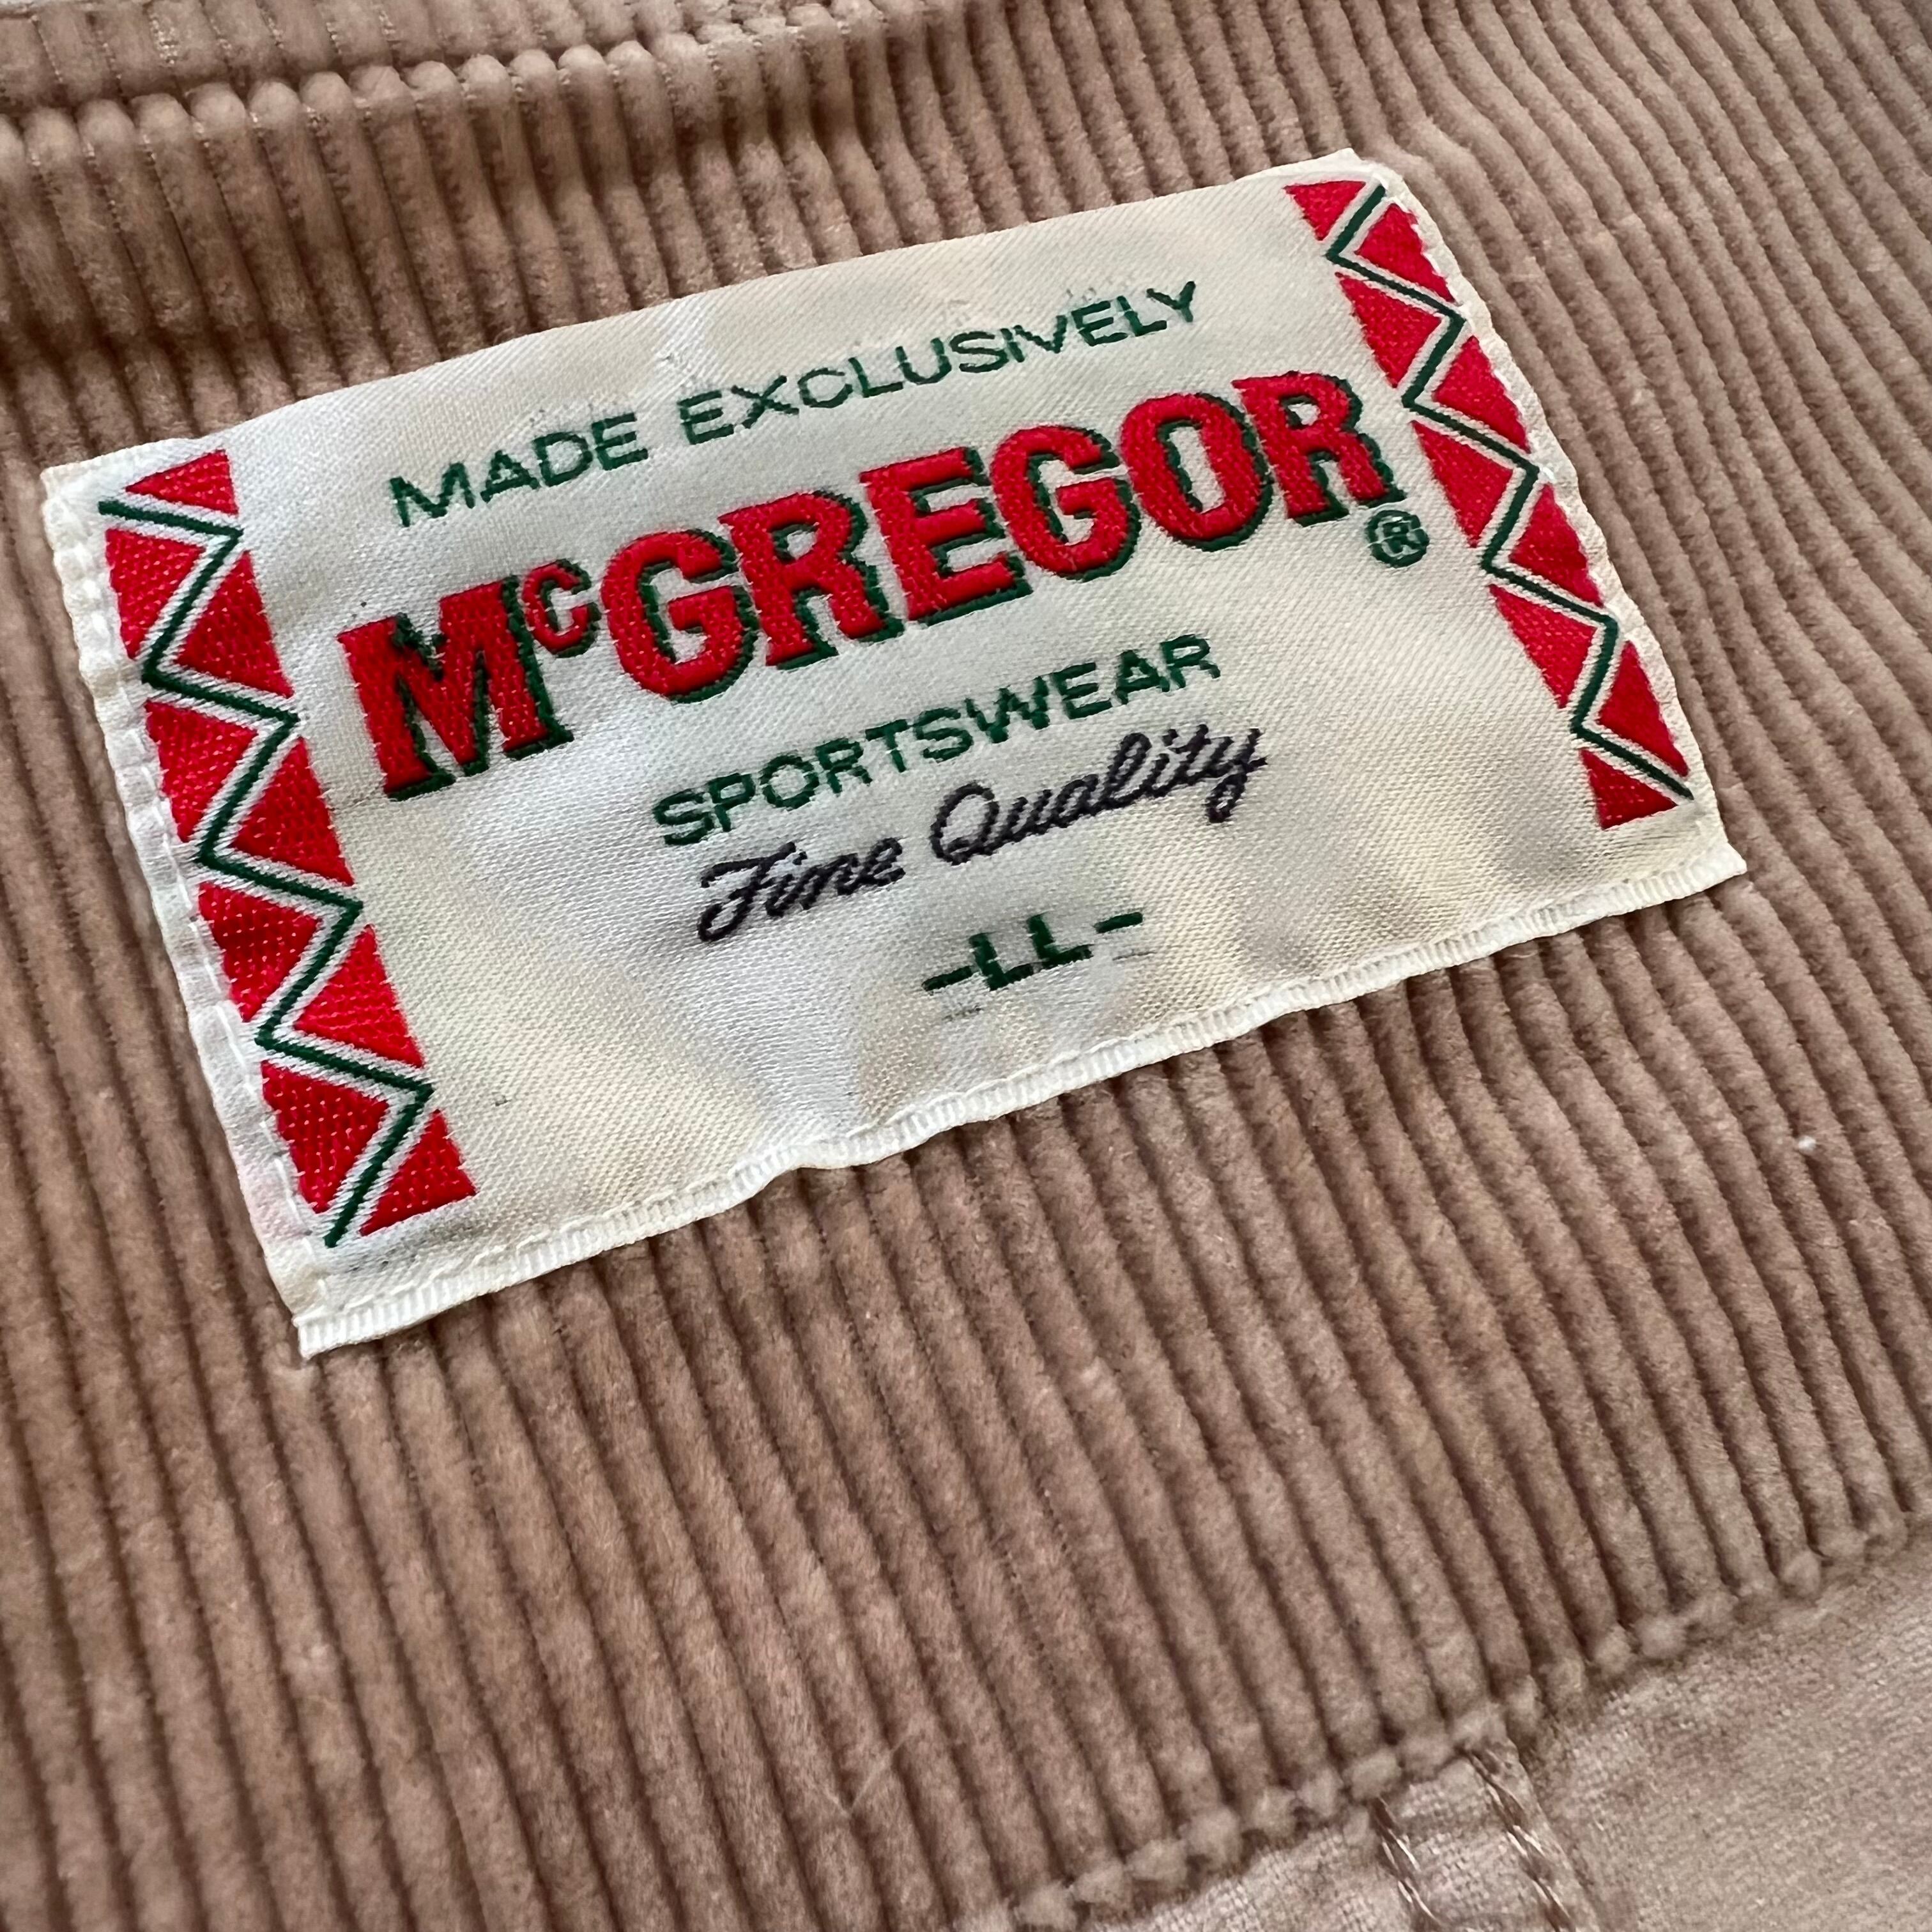 MADE EXCLUSIVELY
McGREGOR®
SPORTSWEAR
Fine Quality
-LL-